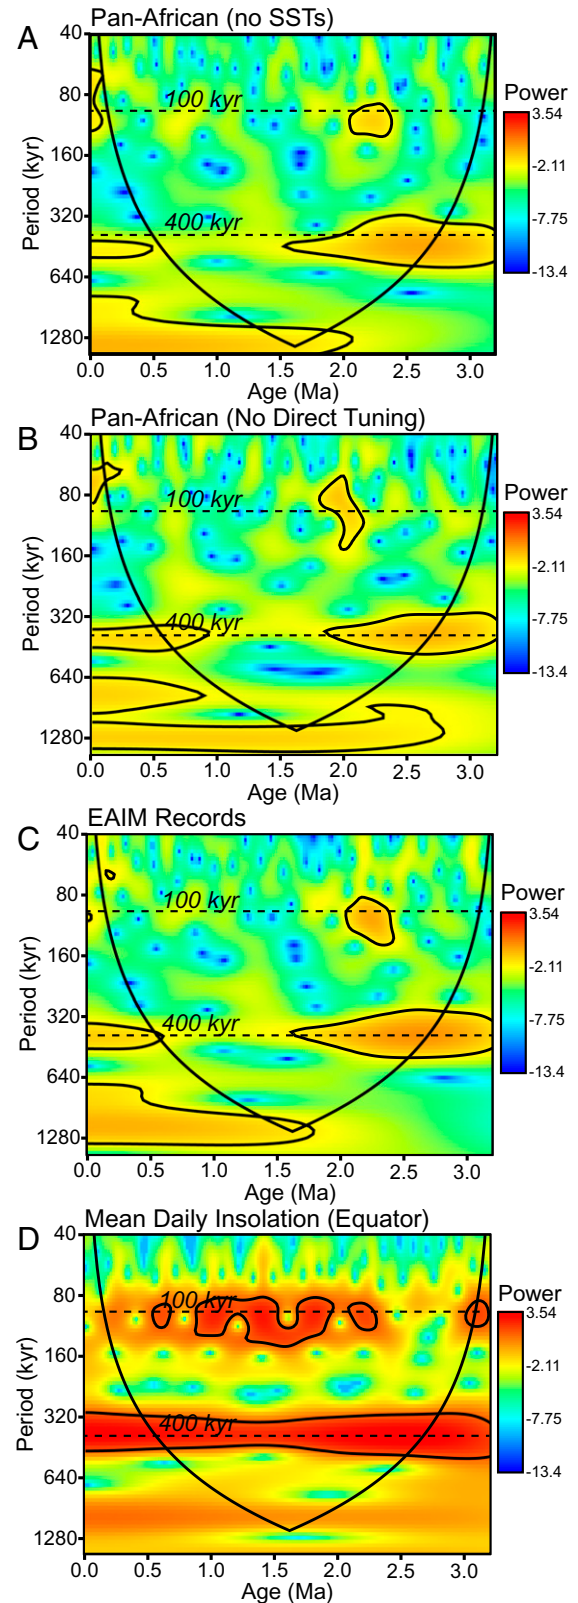 A
Pan-African (no SSTs)
40
80
160
320
640
1280
Period (kyr)
100 kyr
400 kyr
0.0 0.5 1.0 1.5 2.0 2.5 3.0
Age (Ma)
Power
3.54
-2.11
-7.75
-13.4
B
Pan-African (No Direct Tuning)
40
80
160
320
640
1280
Period (kyr)
100 kyr
400 kyr
0.0 0.5 1.0 1.5 2.0 2.5 3.0
Age (Ma)
Power
3.54
-2.11
-7.75
-13.4
C
EAIM Records
40
80
160
320
640
1280
Period (kyr)
100 kyr
400 kyr
0.0 0.5 1.0 1.5 2.0 2.5 3.0
Age (Ma)
Power
3.54
-2.11
-7.75
-13.4
D
Mean Daily Insolation (Equator)
40
80
160
320
640
1280
Period (kyr)
100 kyr
400 kyr
0.0 0.5 1.0 1.5 2.0 2.5 3.0
Age (Ma)
Power
3.54
-2.11
-7.75
-13.4